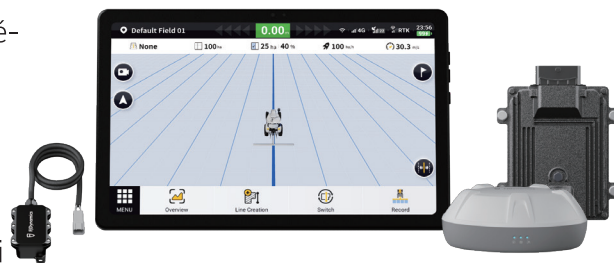 é-
Default Field 01
0.00
4G
RTK
23:56
None
100
25 ha 40 %
100
30.3
MENU
Overview
Line Creation
Switch
Record
i